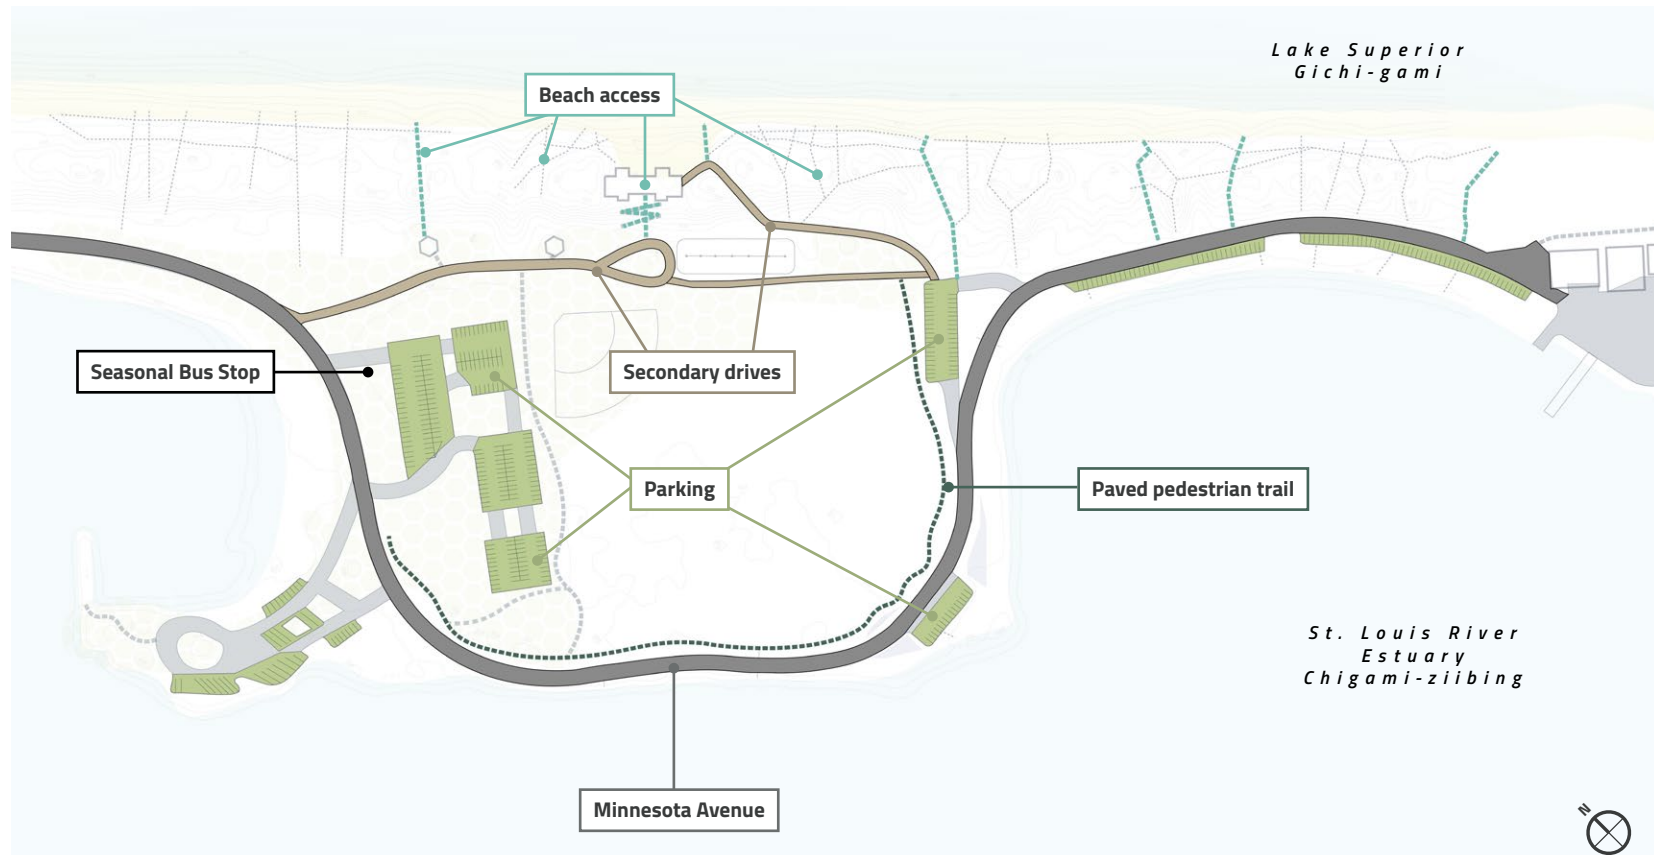 Lake Superior
Gichi-gami
Beach access
Seasonal Bus Stop
Secondary drives
Parking
Paved pedestrian trail
St. Louis River
Estuary
Chigami-ziibing
Minnesota Avenue
N